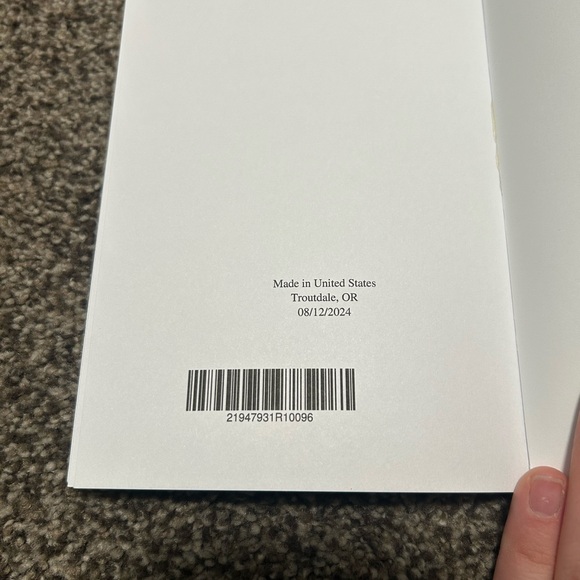 Made in United States
Troutdale, OR
08/12/2024
21947931R10096